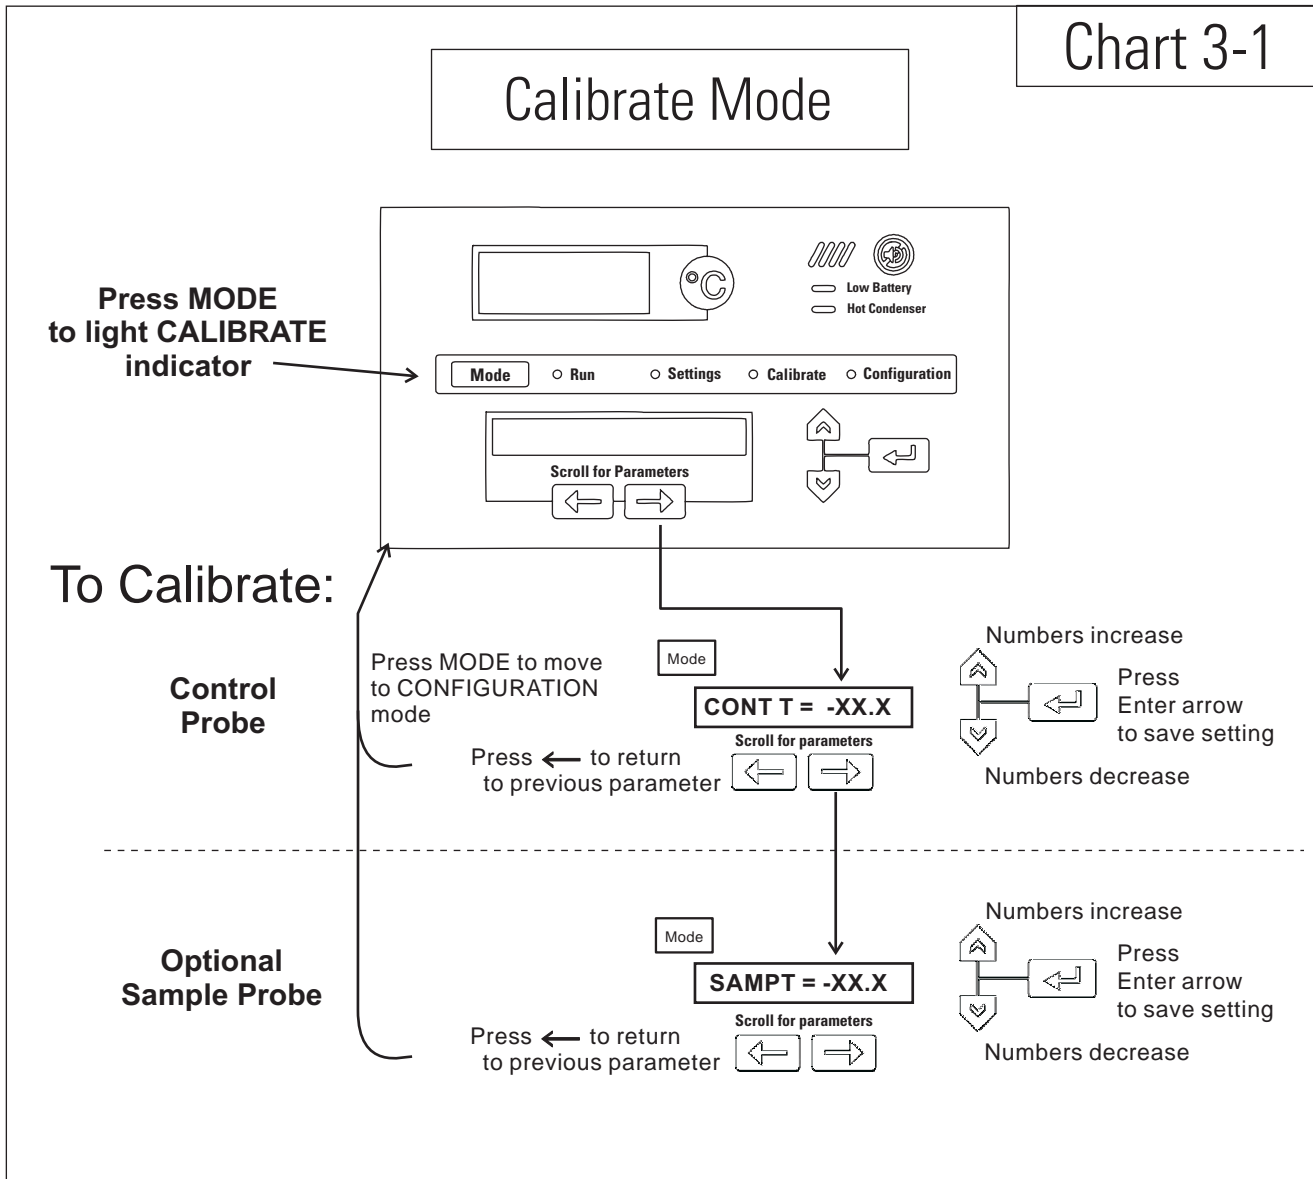 Chart 3-1
Calibrate Mode
°C
Low Battery
Hot Condenser
Press MODE
to light CALIBRATE
indicator
Mode
Run
Settings
Calibrate
Configuration
Scroll for Parameters
To Calibrate:
Control
Probe
Press MODE to move
to CONFIGURATION
mode
Mode
CONT T = -XX.X
Scroll for parameters
Press ← to return
to previous parameter
Numbers increase
Press
Enter arrow
to save setting
Numbers decrease
Optional
Sample Probe
Mode
SAMPT = -XX.X
Scroll for parameters
Press ← to return
to previous parameter
Numbers increase
Press
Enter arrow
to save setting
Numbers decrease